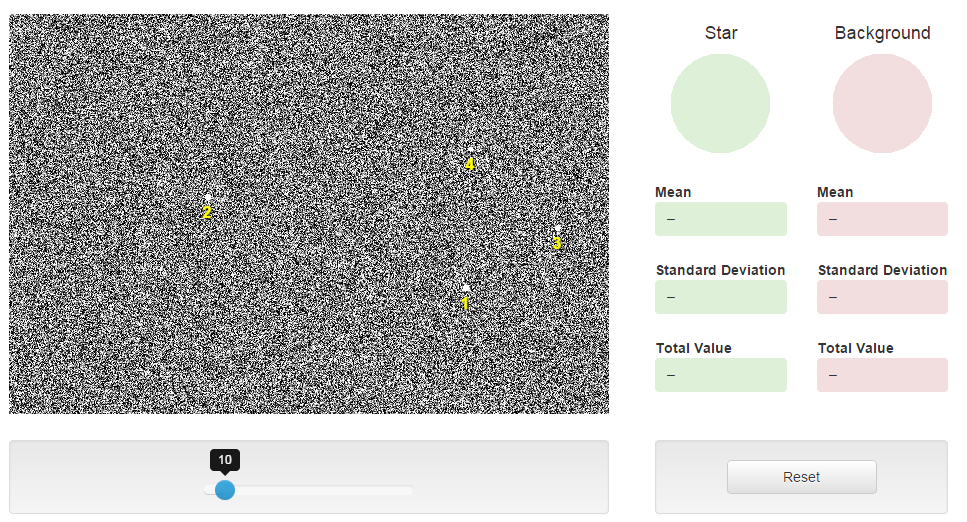 Star
Background
4
2
3
1
Mean
Mean
–
–
Standard Deviation
Standard Deviation
–
–
Total Value
Total Value
–
–
10
Reset